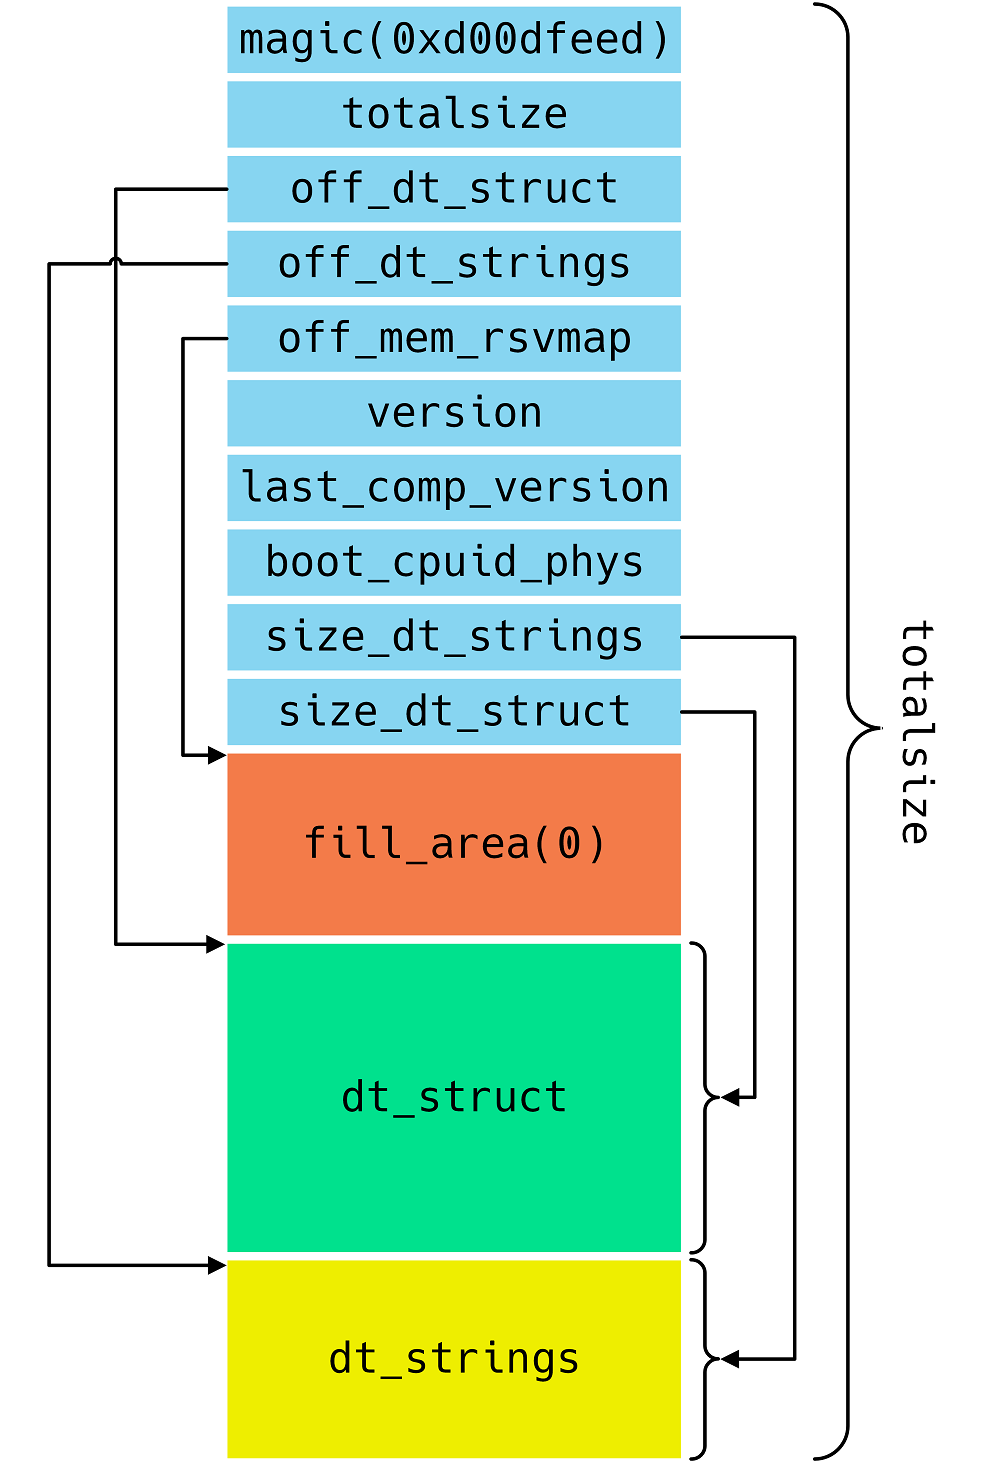 magic(0xd00dfeed)
totalsize
off_dt_struct
off_dt_strings
off_mem_rsvmap
version
last_comp_version
boot_cpuid_phys
size_dt_strings
size_dt_struct
fill_area(0)
dt_struct
dt_strings
totalsize